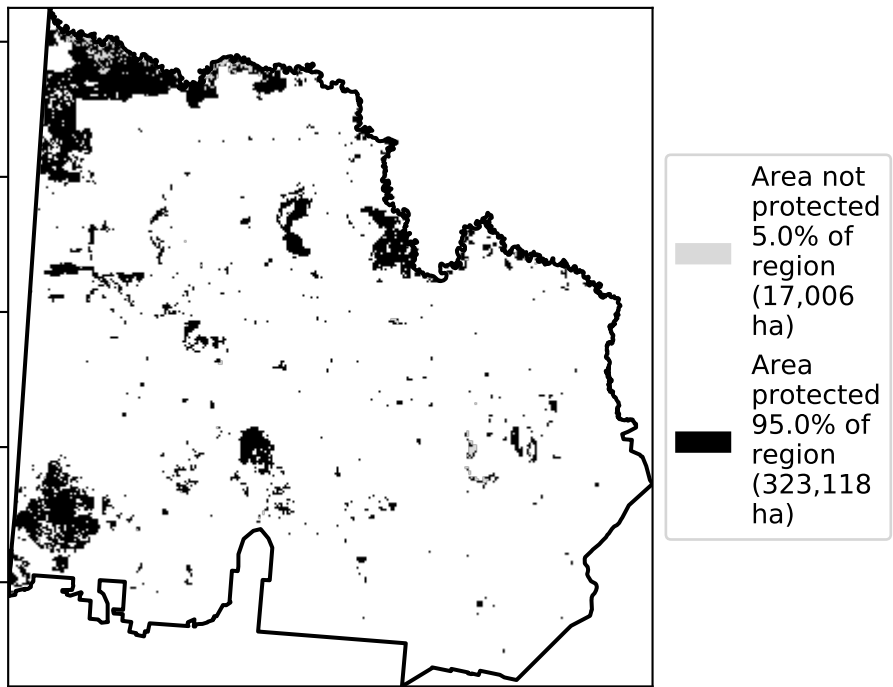 Area not
protected
5.0% of
region
(17,006
ha)
Area
protected
95.0% of
region
(323,118
ha)